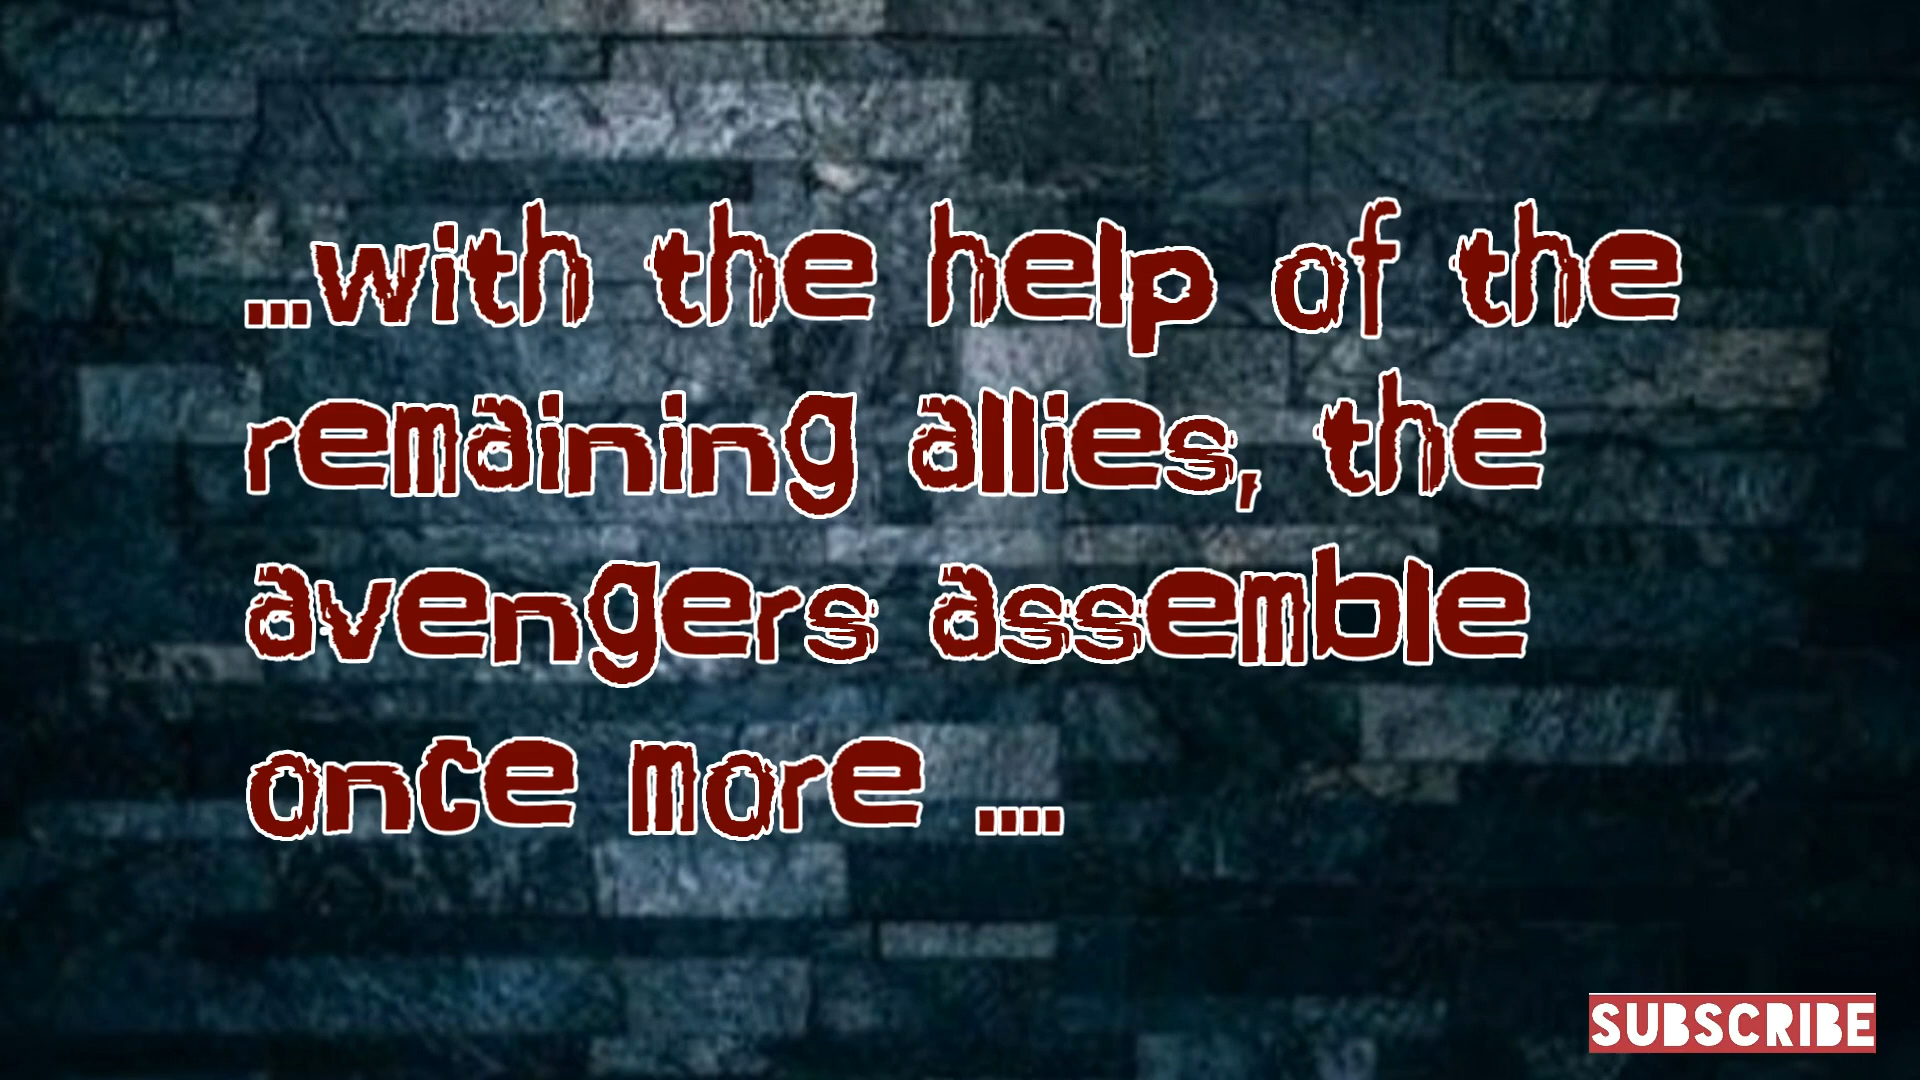 ...with the help of the
remaining allies, the
avengers assemble
once more ....
SUBSCRIBE